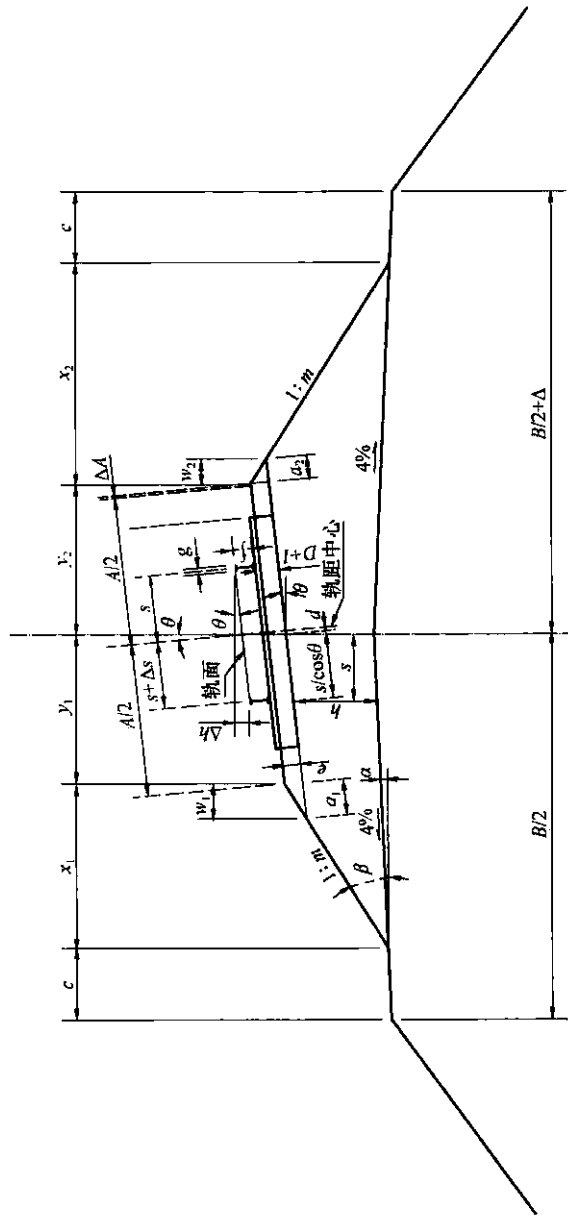 c
x₁
y₁
y₂
x₂
c
A/2
A/2
ΔA
s+Δs
s
θ
w₁
w₂
Δh
轨面
θ
g
f
1:m
a₁
e
a₂
1:m
D+1
θ
d
轨距中心
s/cosθ
s
h
β
4%
α
4%
B/2
B/2+Δ